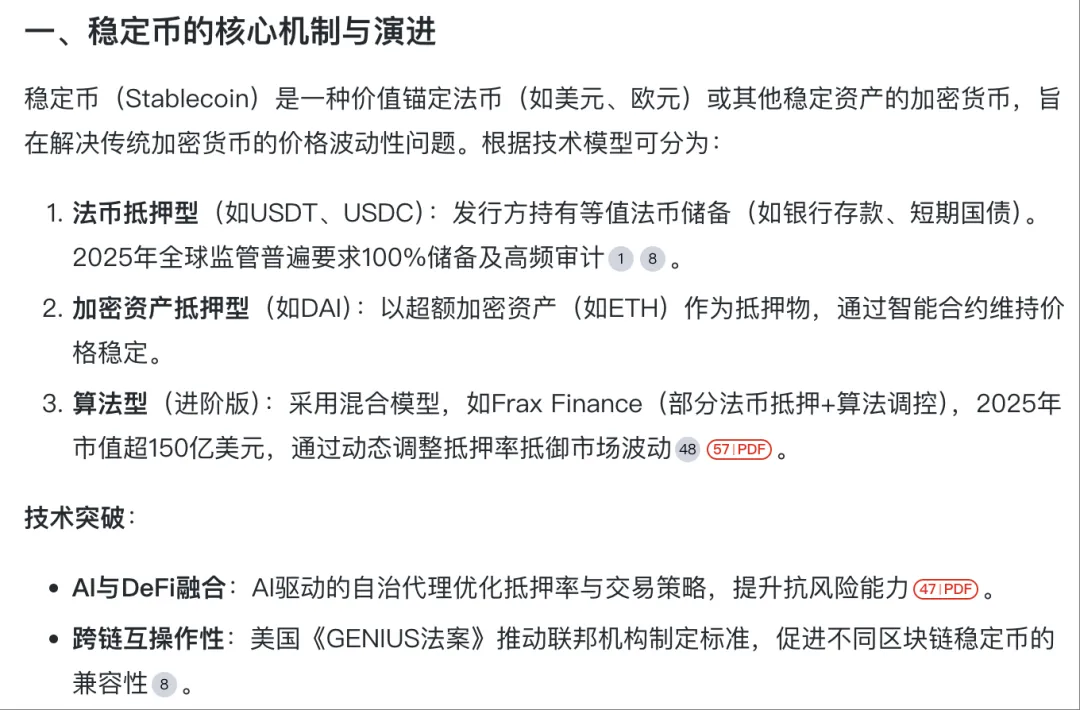 一、稳定币的核心机制与演进
稳定币（Stablecoin）是一种价值锚定法币（如美元、欧元）或其他稳定资产的加密货币，旨
在解决传统加密货币的价格波动性问题。根据技术模型可分为：
1. 法币抵押型（如USDT、USDC）：发行方持有等值法币储备（如银行存款、短期国债）。
2025年全球监管普遍要求100%储备及高频审计 1 8 。
2. 加密资产抵押型（如DAI）：以超额加密资产（如ETH）作为抵押物，通过智能合约维持价
格稳定。
3. 算法型（进阶版）：采用混合模型，如Frax Finance（部分法币抵押+算法调控），2025年
市值超150亿美元，通过动态调整抵押率抵御市场波动 48 57|PDF 。
技术突破：
• AI与DeFi融合：AI驱动的自治代理优化抵押率与交易策略，提升抗风险能力 47|PDF 。
• 跨链互操作性：美国《GENIUS法案》推动联邦机构制定标准，促进不同区块链稳定币的
兼容性 8 。